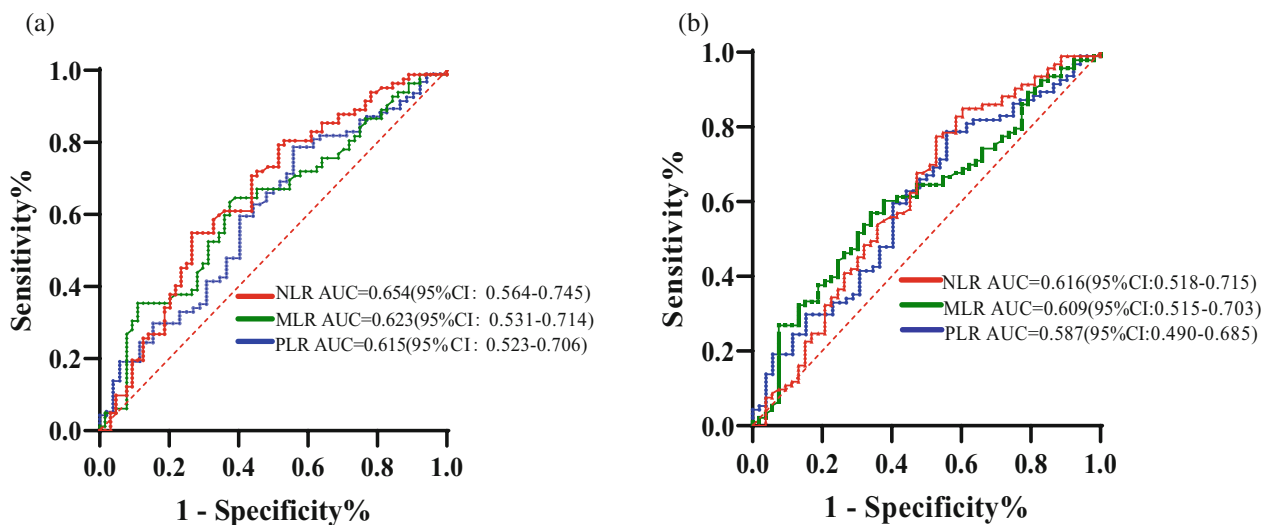 (a)
1.0
0.8
0.6
0.4
0.2
0.0
Sensitivity%
NLR AUC=0.654(95%CI: 0.564-0.745)
MLR AUC=0.623(95%CI: 0.531-0.714)
PLR AUC=0.615(95%CI: 0.523-0.706)
0.0 0.2 0.4 0.6 0.8 1.0
1 - Specificity%
(b)
1.0
0.8
0.6
0.4
0.2
0.0
Sensitivity%
NLR AUC=0.616(95%CI:0.518-0.715)
MLR AUC=0.609(95%CI:0.515-0.703)
PLR AUC=0.587(95%CI:0.490-0.685)
0.0 0.2 0.4 0.6 0.8 1.0
1 - Specificity%